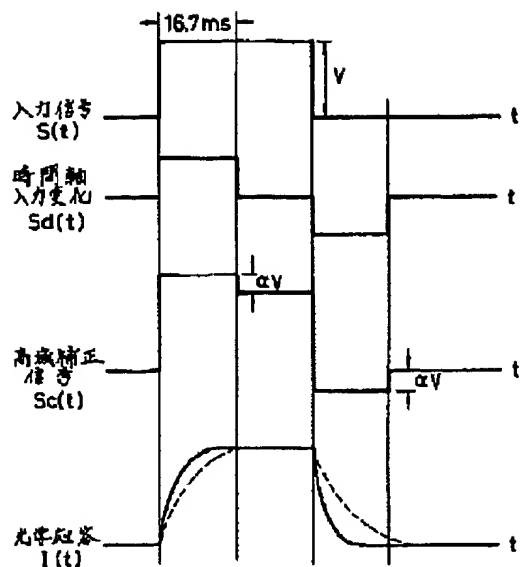 16.7ms
V
入力信号
S(t)
t
時間軸
入力変化
Sd(t)
t
αV
高域補正
信号
Sc(t)
t
αV
光学応答
I(t)
t